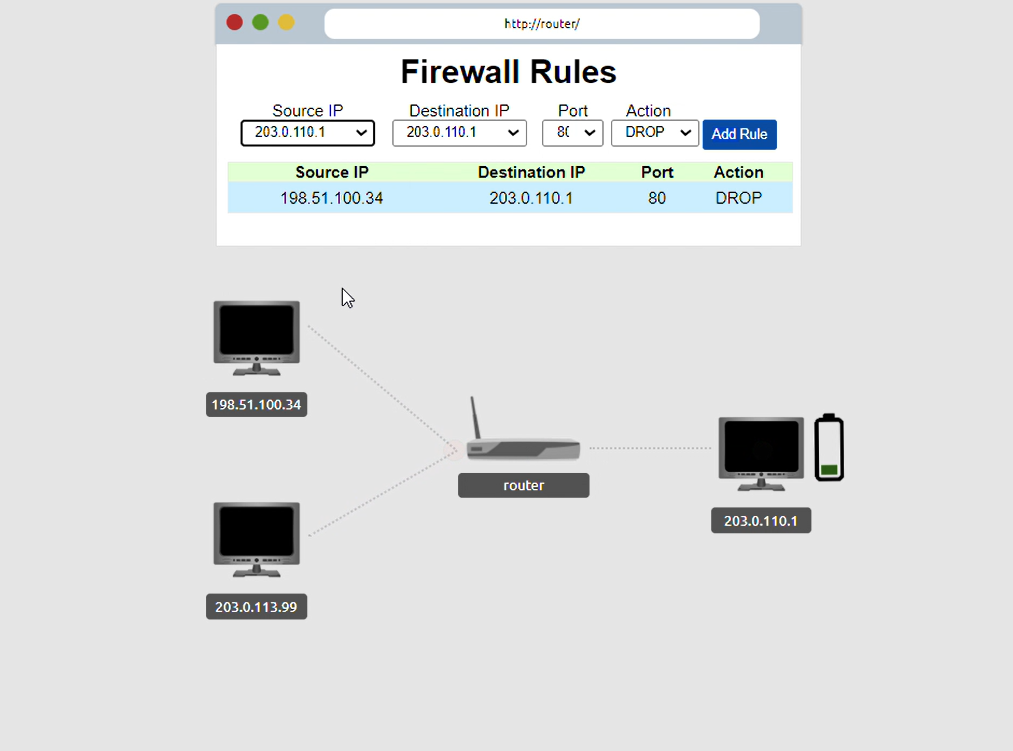 http://router/
Firewall Rules
Source IP Destination IP Port Action
203.0.110.1 203.0.110.1 80 DROP Add Rule
Source IP Destination IP Port Action
198.51.100.34 203.0.110.1 80 DROP
198.51.100.34
router
203.0.110.1
203.0.113.99